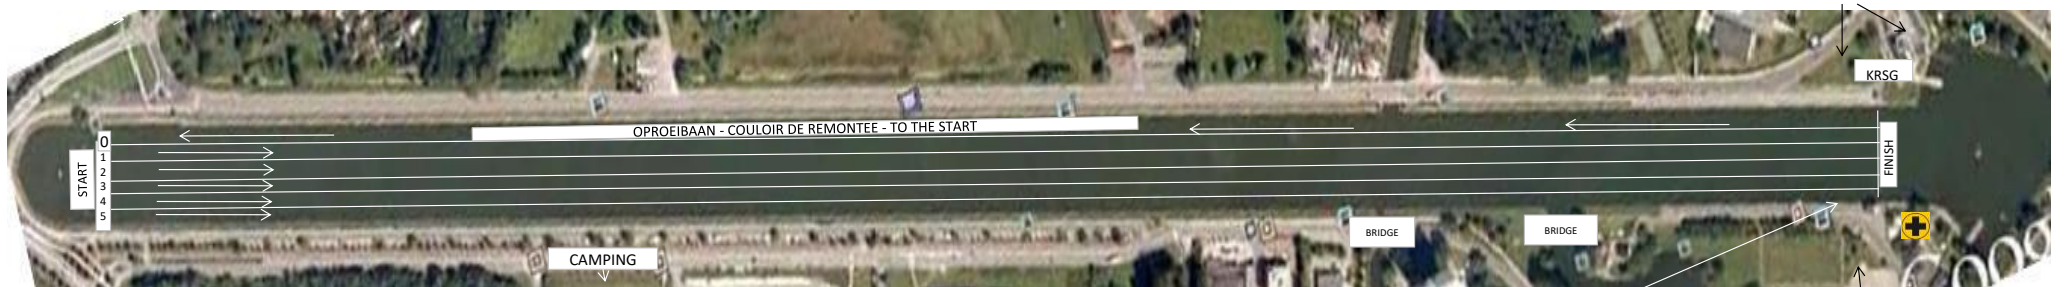 KRSG
OPROEIBAAN - COULOIR DE REMONTEE - TO THE START
START
0
1
2
3
4
5
FINISH
BRIDGE
BRIDGE
CAMPING